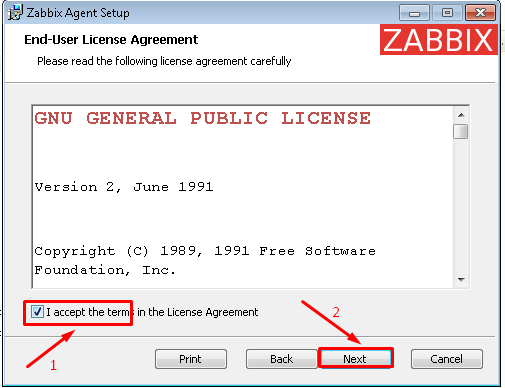 Zabbix Agent Setup
End-User License Agreement
Please read the following license agreement carefully
ZABBIX
GNU GENERAL PUBLIC LICENSE
Version 2, June 1991
Copyright (C) 1989, 1991 Free Software
Foundation, Inc.
I accept the terms in the License Agreement
1
2
Print
Back
Next
Cancel